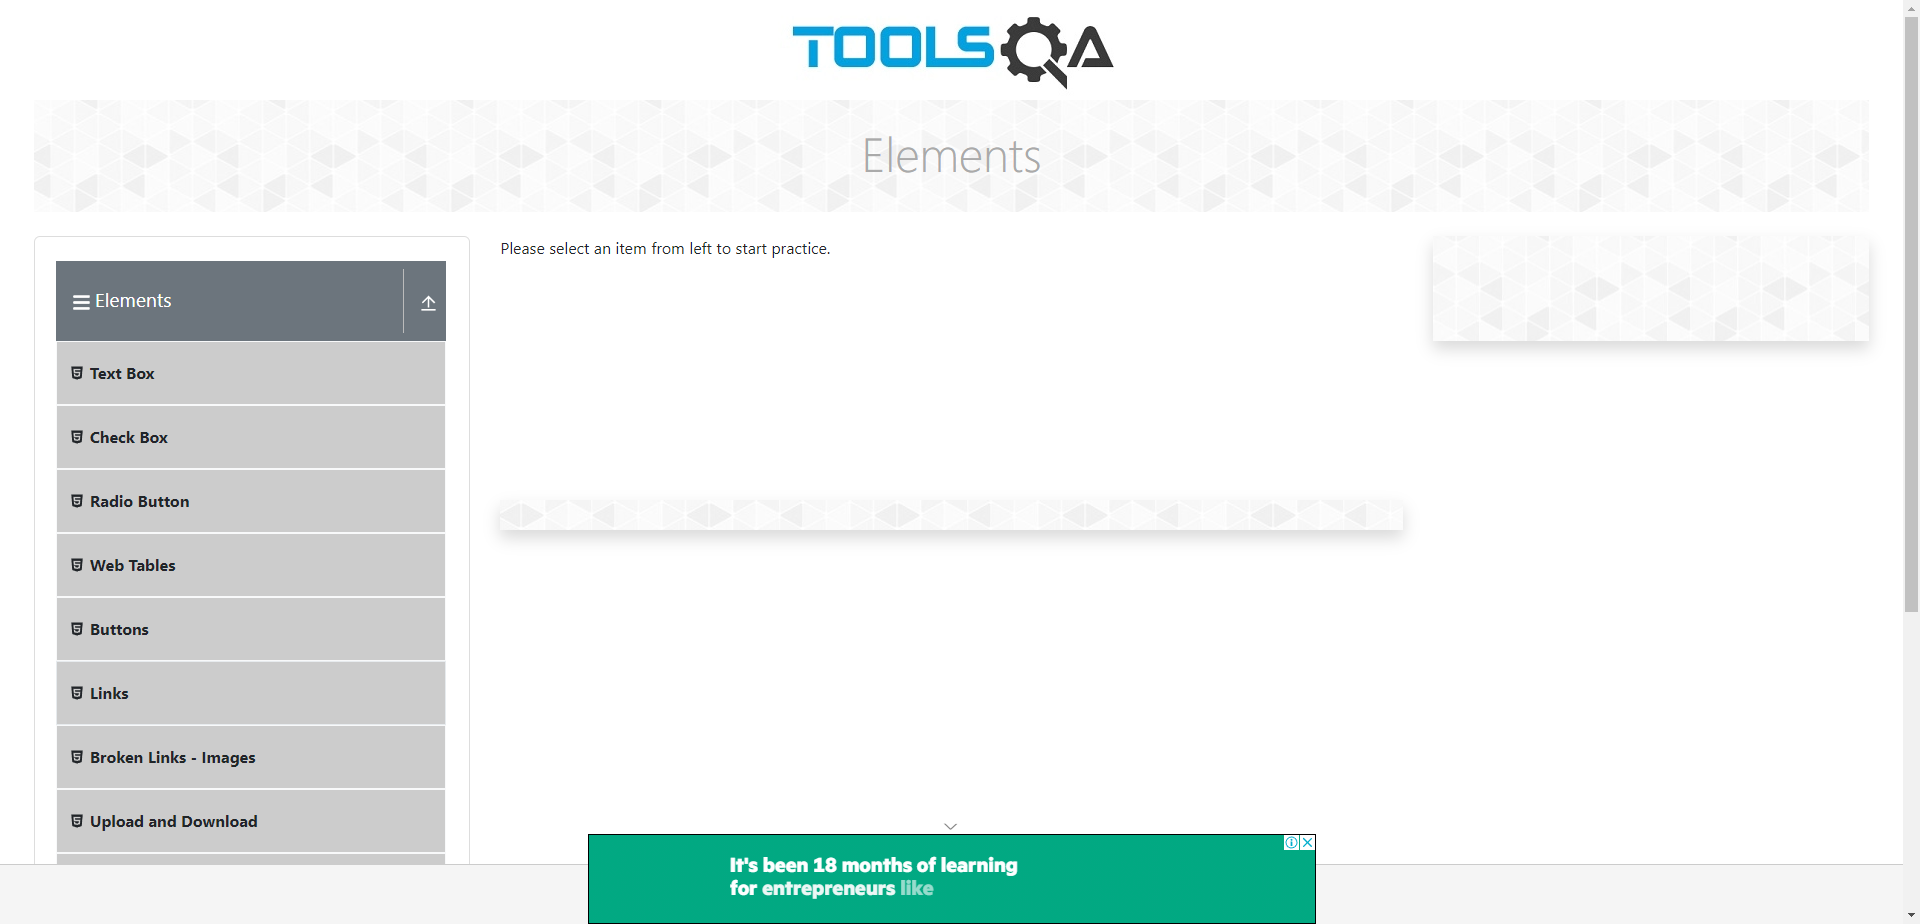 TOOLSQA
Elements
Elements
Text Box
Check Box
Radio Button
Web Tables
Buttons
Links
Broken Links - Images
Upload and Download
Please select an item from left to start practice.
It's been 18 months of learning
for entrepreneurs like